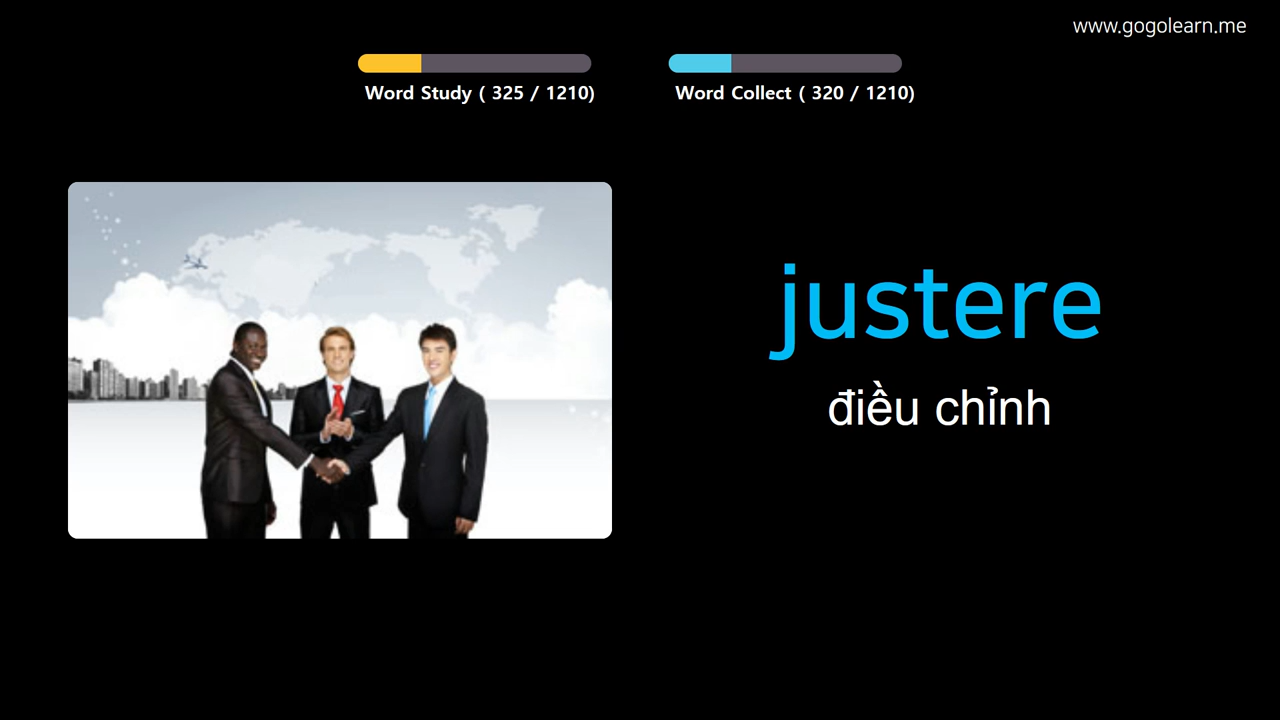 www.gogolearn.me
Word Study ( 325 / 1210)
Word Collect ( 320 / 1210)
justere
điều chỉnh